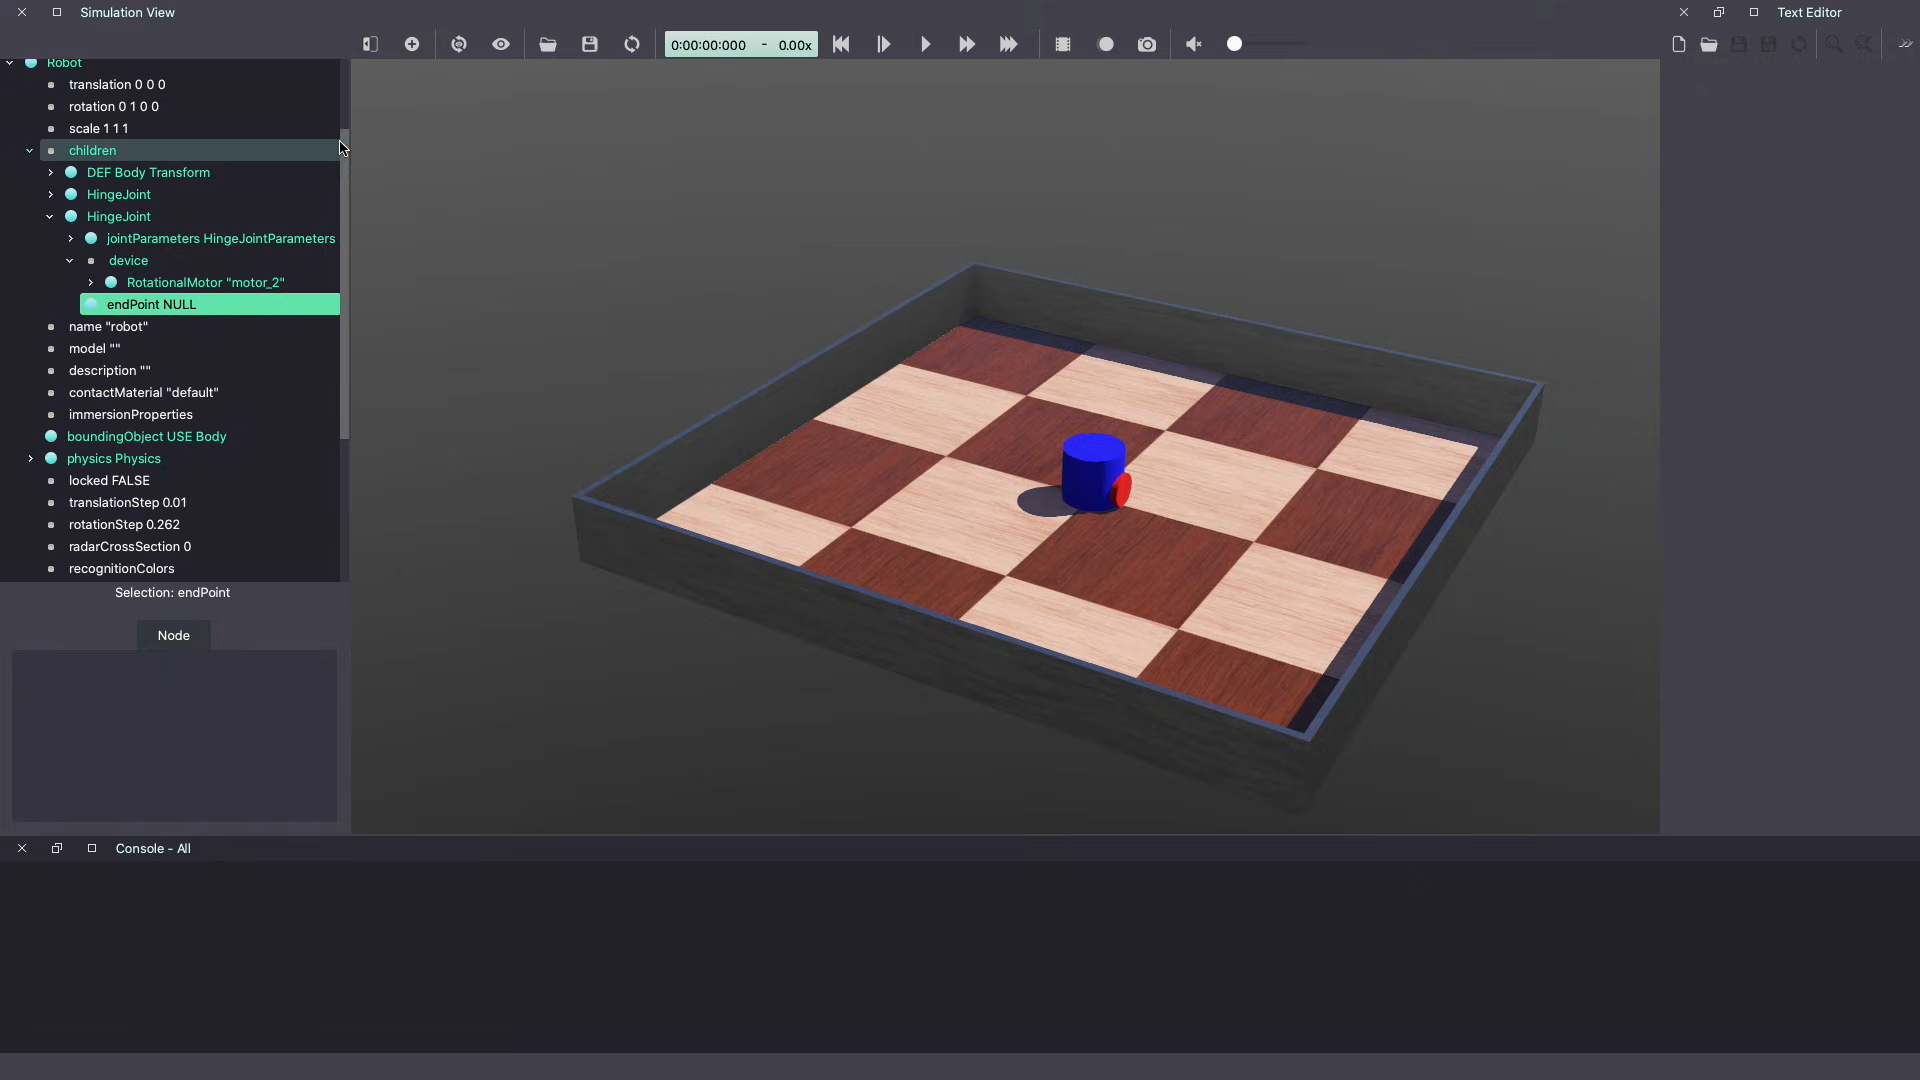 Simulation View
Text Editor
0:00:00:000 - 0.00x
Robot
translation 0 0 0
rotation 0 1 0 0
scale 1 1 1
children
DEF Body Transform
HingeJoint
HingeJoint
jointParameters HingeJointParameters
device
RotationalMotor "motor_2"
endPoint NULL
name "robot"
model ""
description ""
contactMaterial "default"
immersionProperties
boundingObject USE Body
physics Physics
locked FALSE
translationStep 0.01
rotationStep 0.262
radarCrossSection 0
recognitionColors
Selection: endPoint
Node
Console - All